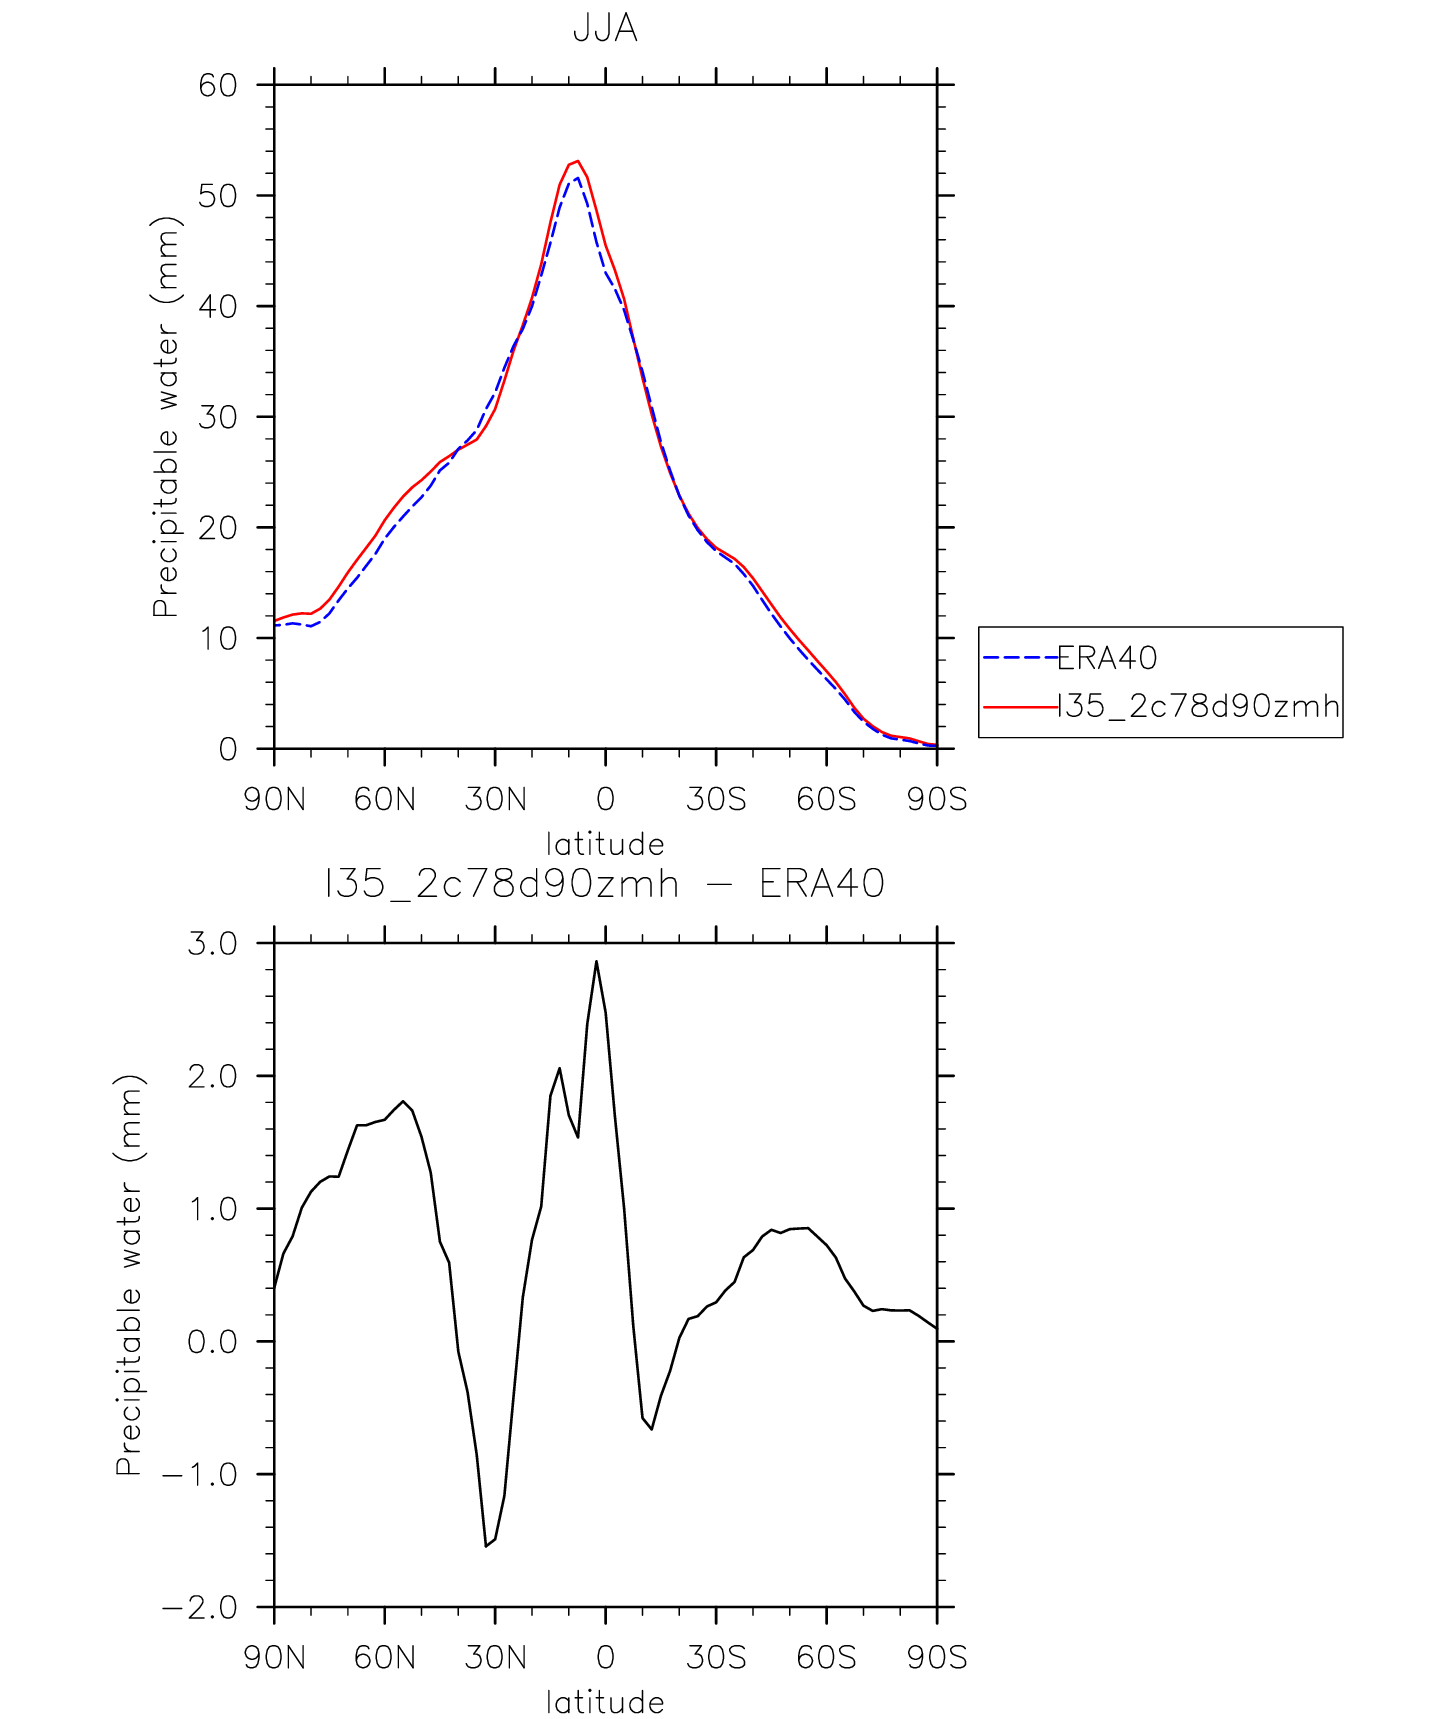 JJA
60
50
40
30
20
10
0
Precipitable water (mm)
90N 60N 30N 0 30S 60S 90S
latitude
ERA40
I35_2c78d90zmh
I35_2c78d90zmh − ERA40
3.0
2.0
1.0
0.0
−1.0
−2.0
Precipitable water (mm)
90N 60N 30N 0 30S 60S 90S
latitude